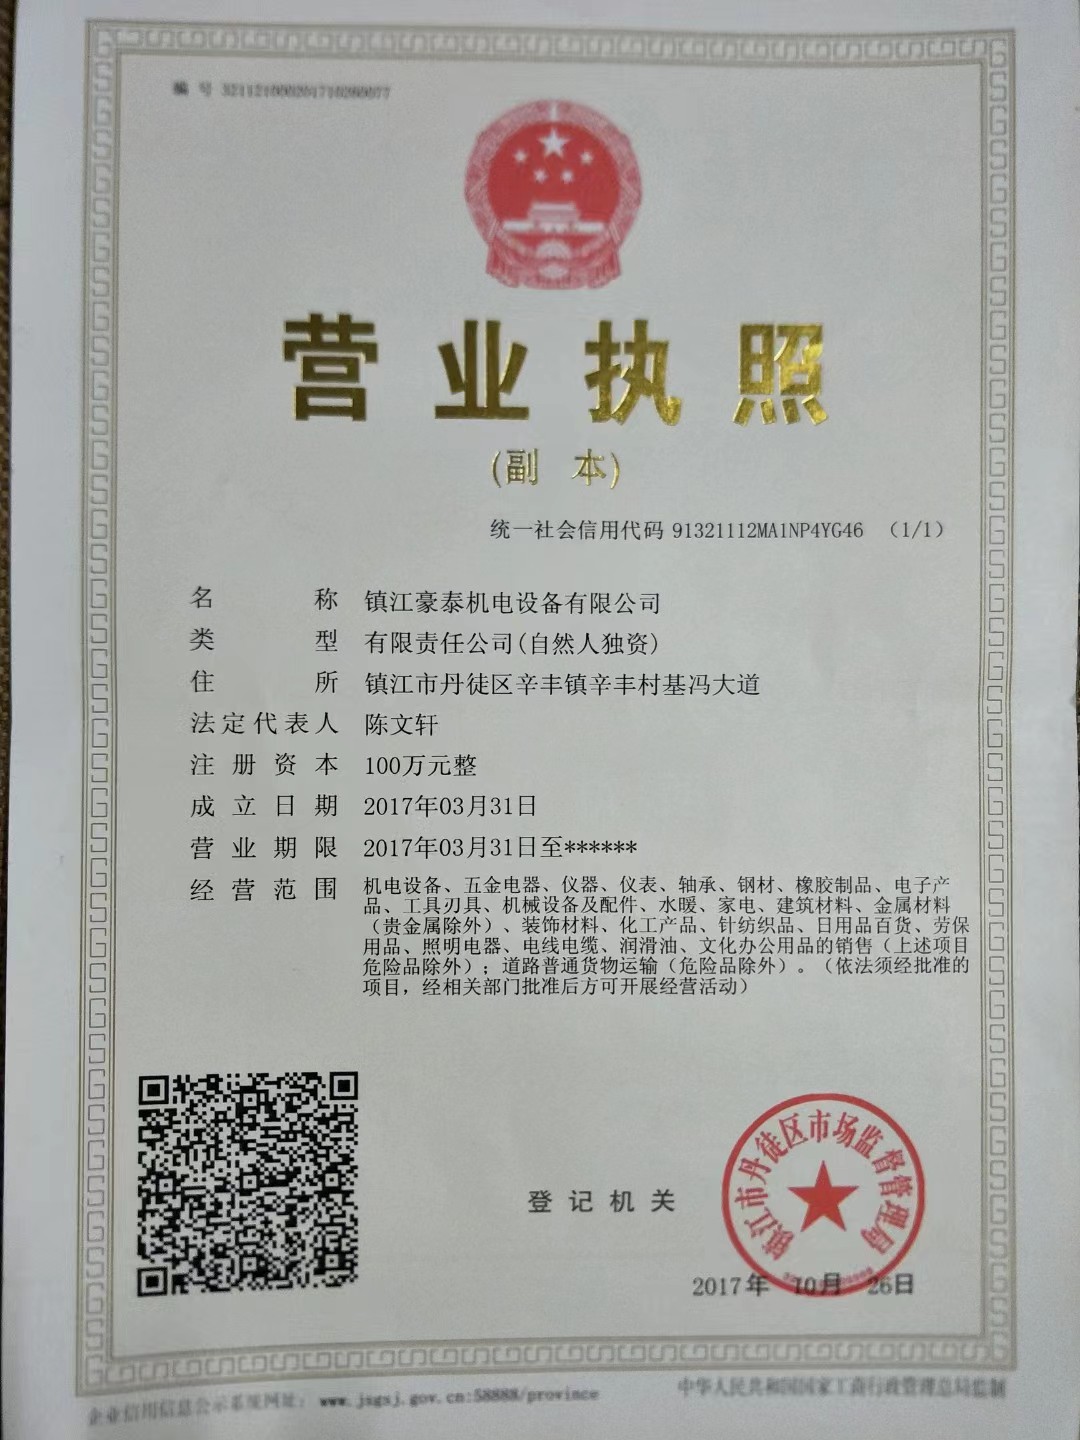 编 号 321121000201710260077
营业执照
(副 本)
统一社会信用代码 91321112MA1NP4YG46 （1/1）
名 称 镇江豪泰机电设备有限公司
类 型 有限责任公司(自然人独资)
住 所 镇江市丹徒区辛丰镇辛丰村基冯大道
法定代表人 陈文轩
注 册 资 本 100万元整
成 立 日 期 2017年03月31日
营 业 期 限 2017年03月31日至******
经 营 范 围 机电设备、五金电器、仪器、仪表、轴承、钢材、橡胶制品、电子产
品、工具刃具、机械设备及配件、水暖、家电、建筑材料、金属材料
（贵金属除外）、装饰材料、化工产品、针纺织品、日用品百货、劳保
用品、照明电器、电线电缆、润滑油、文化办公用品的销售（上述项目
危险品除外）；道路普通货物运输（危险品除外）。（依法须经批准的
项目，经相关部门批准后方可开展经营活动）
镇江市丹徒区市场监督管理局
登 记 机 关
2017年 10月 26日
企业信用信息公示系统网址： www.jsgsj.gov.cn:58888/province
中华人民共和国国家工商行政管理总局监制